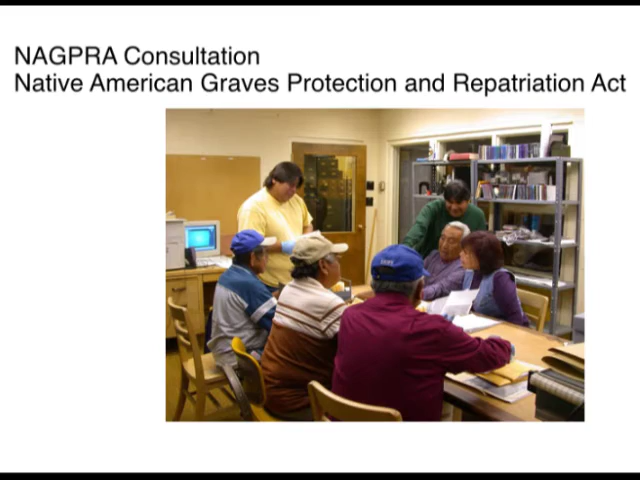 NAGPRA Consultation
Native American Graves Protection and Repatriation Act